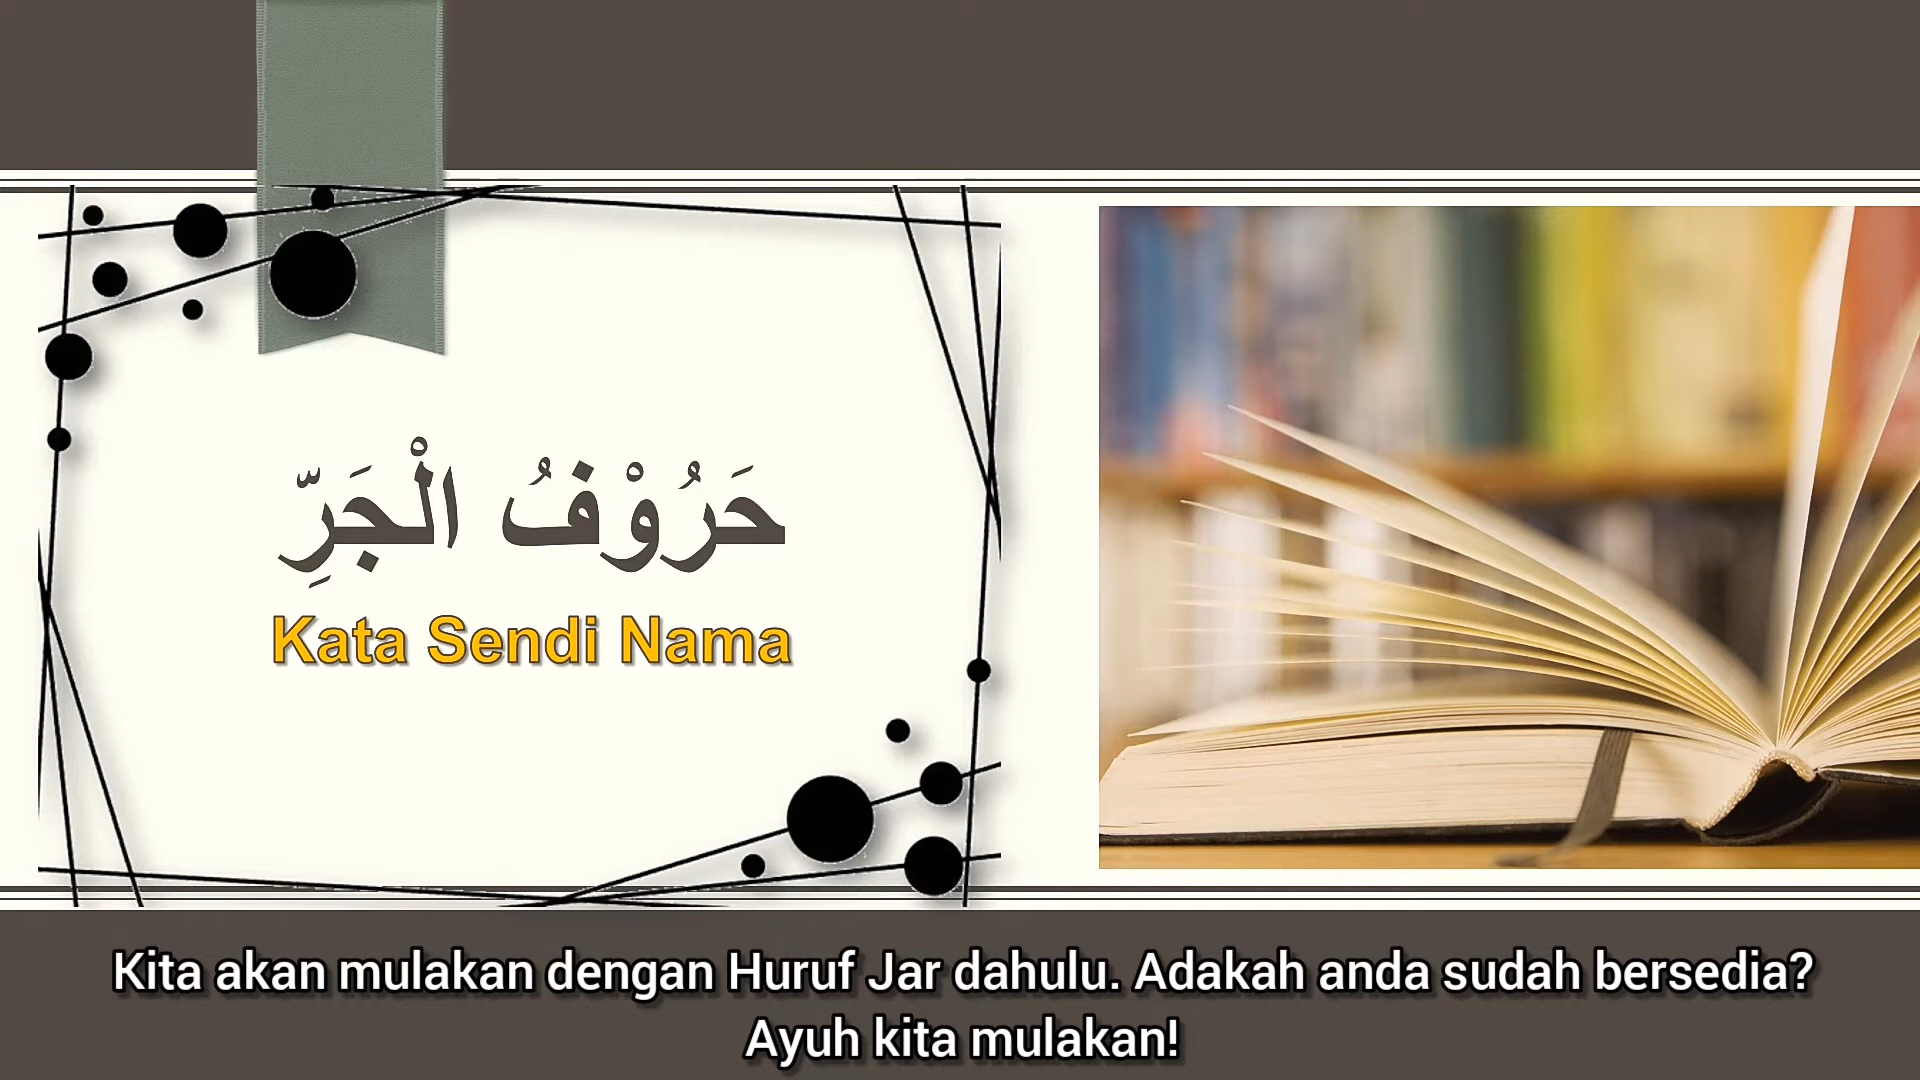 حَرُوْفُ الْجَرِّ
Kata Sendi Nama
Kita akan mulakan dengan Huruf Jar dahulu. Adakah anda sudah bersedia?
Ayuh kita mulakan!